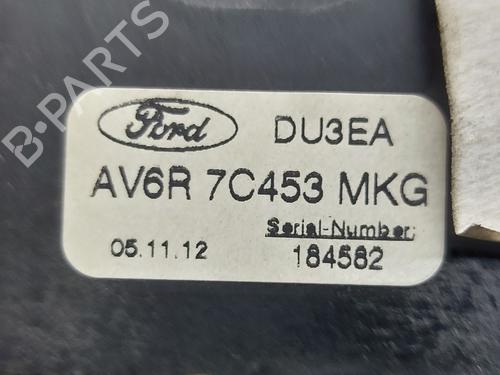 B-PARTS
Ford DU3EA
AV6R 7C453 MKG
Serial-Number:
05.11.12 184582